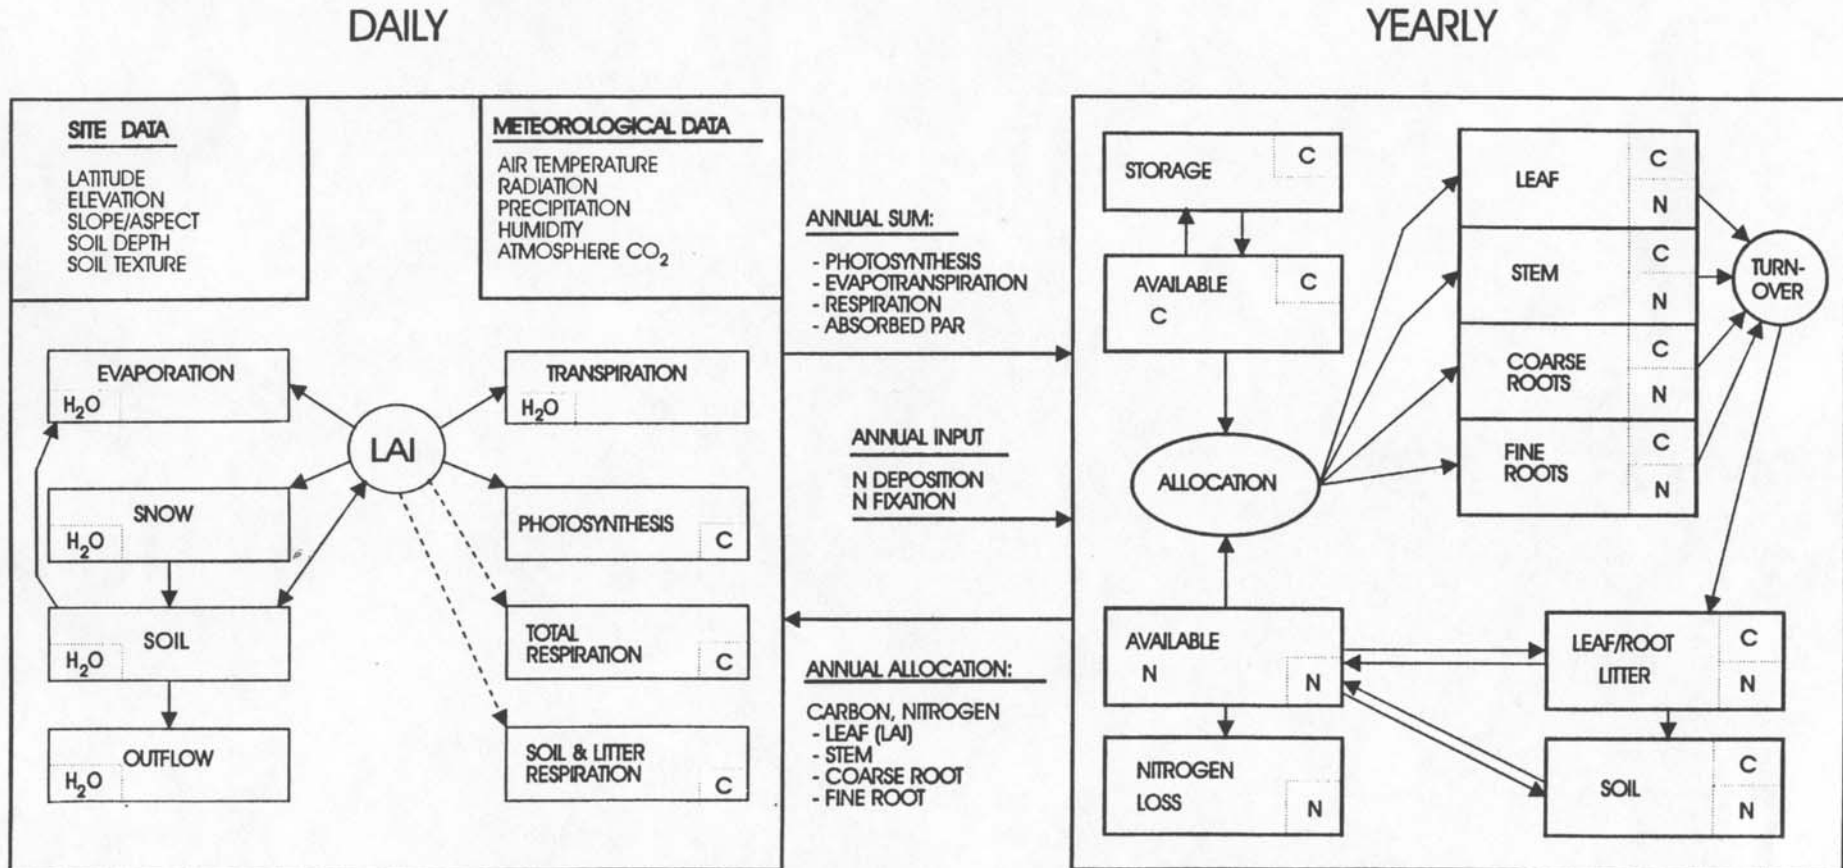 DAILY
YEARLY
SITE DATA
LATITUDE
ELEVATION
SLOPE/ASPECT
SOIL DEPTH
SOIL TEXTURE
METEOROLOGICAL DATA
AIR TEMPERATURE
RADIATION
PRECIPITATION
HUMIDITY
ATMOSPHERE CO₂
EVAPORATION
H₂O
TRANSPIRATION
H₂O
LAI
SNOW
H₂O
PHOTOSYNTHESIS
C
SOIL
H₂O
TOTAL
RESPIRATION
C
OUTFLOW
H₂O
SOIL & LITTER
RESPIRATION
C
ANNUAL SUM:
- PHOTOSYNTHESIS
- EVAPOTRANSPIRATION
- RESPIRATION
- ABSORBED PAR
ANNUAL INPUT
N DEPOSITION
N FIXATION
ANNUAL ALLOCATION:
CARBON, NITROGEN
- LEAF (LAI)
- STEM
- COARSE ROOT
- FINE ROOT
STORAGE
C
AVAILABLE
C
C
ALLOCATION
LEAF
C
N
STEM
C
N
COARSE
ROOTS
C
N
FINE
ROOTS
C
N
TURN-
OVER
AVAILABLE
N
N
LEAF/ROOT
LITTER
C
N
NITROGEN
LOSS
N
SOIL
C
N